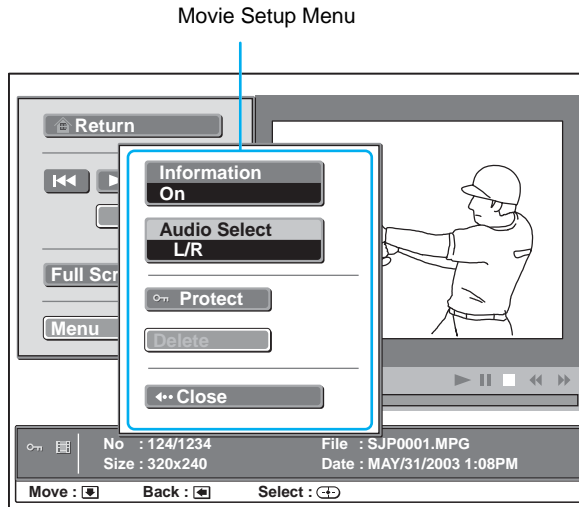 Movie Setup Menu
Return
Information
On
Audio Select
L/R
Full Scr
Protect
Menu
Delete
Close
No : 124/1234
File : SJP0001.MPG
Size : 320x240
Date : MAY/31/2003 1:08PM
Move :
Back :
Select :